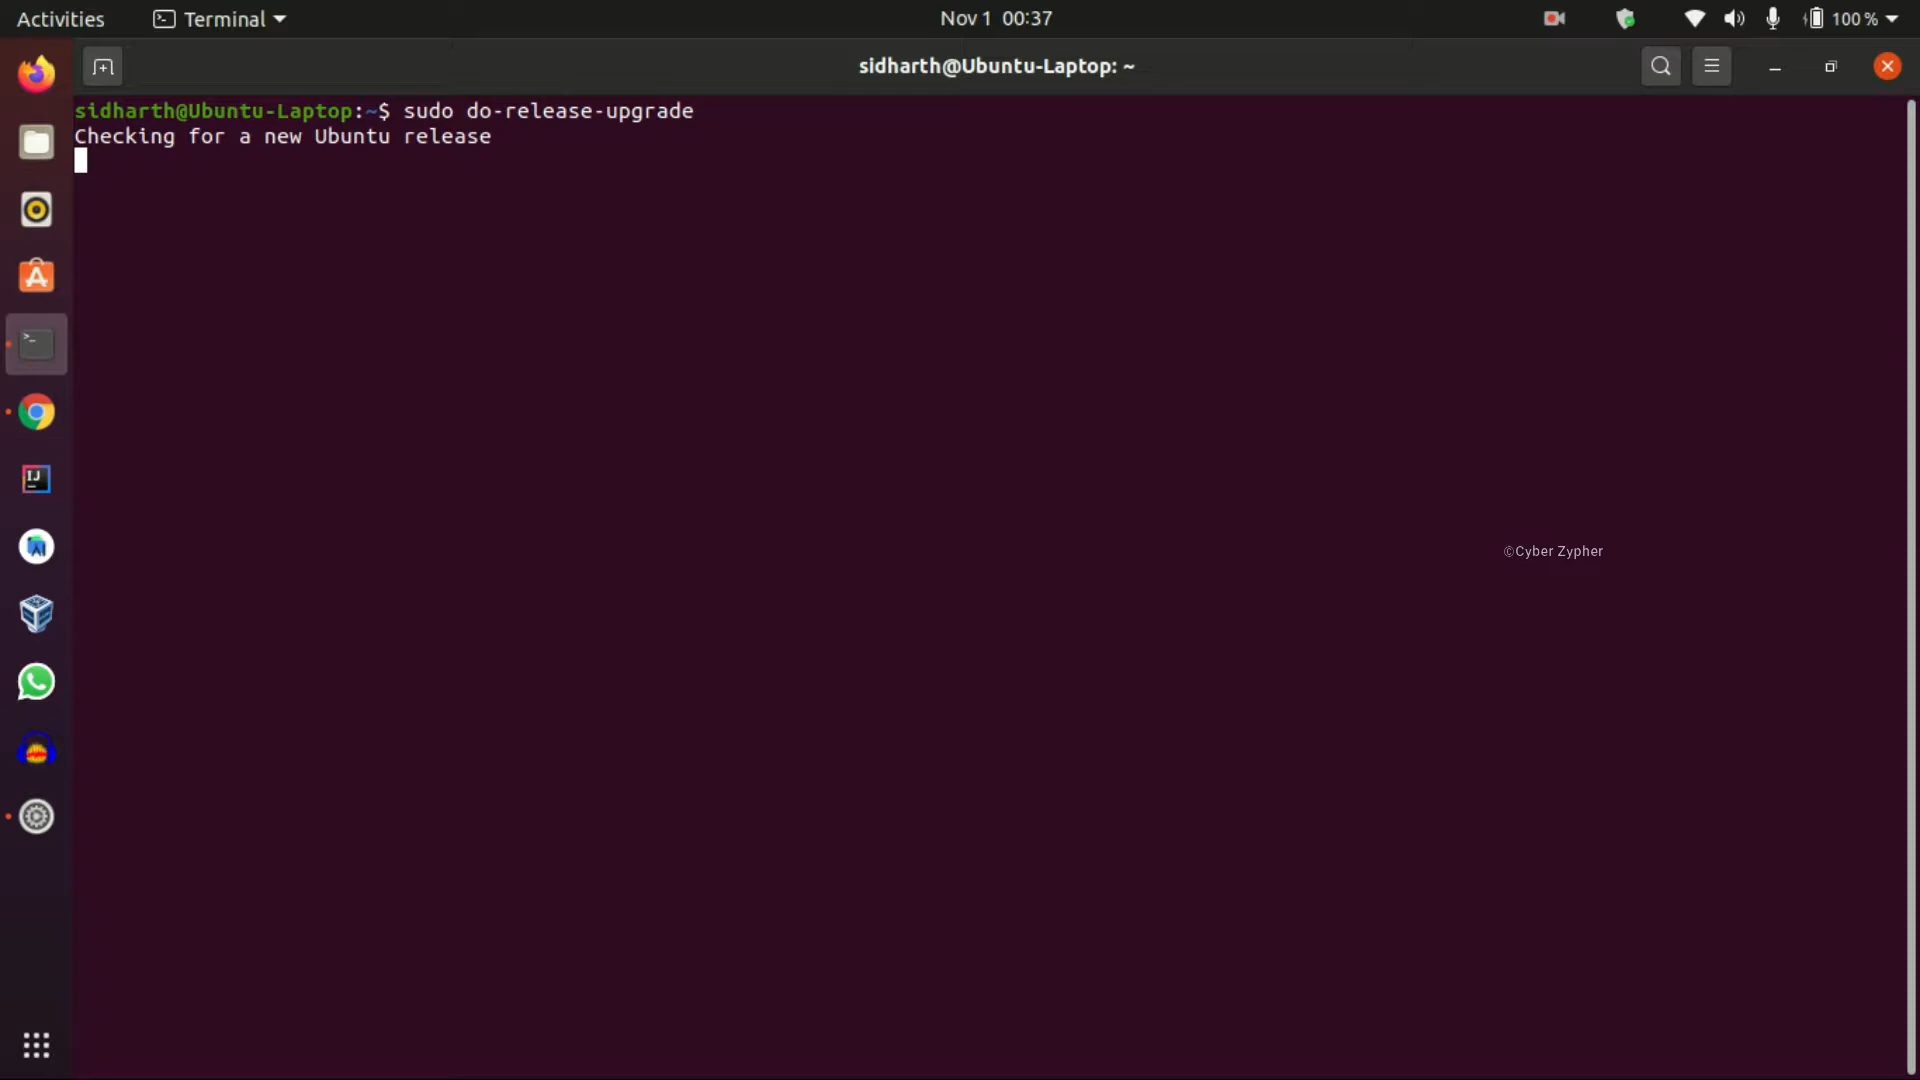 Activities
Terminal
Nov 1 00:37
100 %
sidharth@Ubuntu-Laptop: ~
sidharth@Ubuntu-Laptop:~$ sudo do-release-upgrade
Checking for a new Ubuntu release
©Cyber Zypher